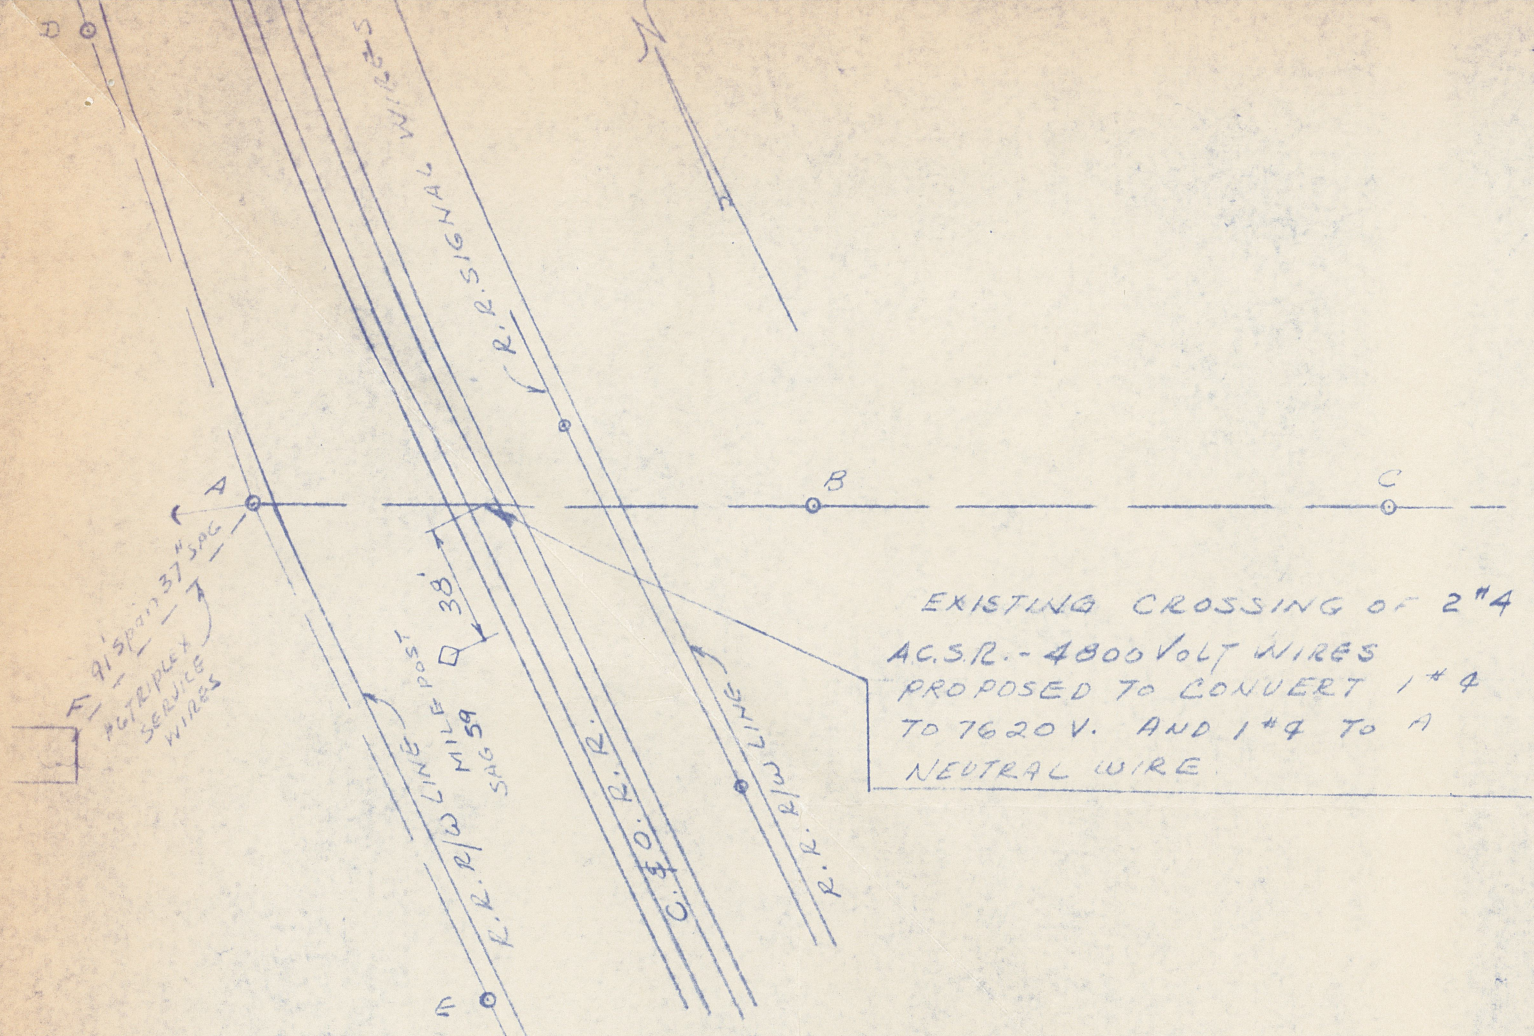 D
R.R. SIGNAL WIRES
N
A
B
C
91' Span 37" SAG
#6 TRIPLEX
SERVICE
WIRES
F
38'
MILE POST
SAG 59
R.R. R/W LINE
C. & O. R. R.
R.R. R/W LINE
E
EXISTING CROSSING OF 2 #4
A.C.S.R. - 4800 VOLT WIRES
PROPOSED TO CONVERT 1 #4
TO 7620 V. AND 1 #4 TO A
NEUTRAL WIRE.